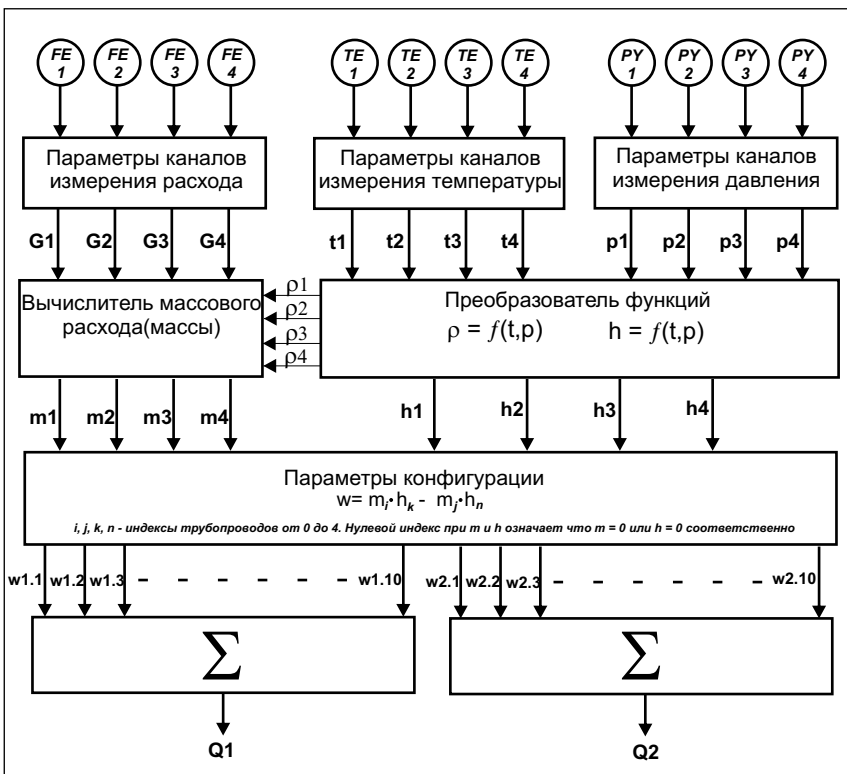 FE 1 FE 2 FE 3 FE 4 TE 1 TE 2 TE 3 TE 4 PY 1 PY 2 PY 3 PY 4
Параметры каналов измерения расхода
Параметры каналов измерения температуры
Параметры каналов измерения давления
G1 G2 G3 G4 t1 t2 t3 t4 p1 p2 p3 p4
Вычислитель массового
расхода(массы)
ρ1
ρ2
ρ3
ρ4
Преобразователь функций
ρ = f(t,p) h = f(t,p)
m1 m2 m3 m4 h1 h2 h3 h4
Параметры конфигурации
w= mi·hk - mj·hn
i, j, k, n - индексы трубопроводов от 0 до 4. Нулевой индекс при m и h означает что m = 0 или h = 0 соответственно
w1.1 w1.2 w1.3 - - - - - - - w1.10 w2.1 w2.2 w2.3 - - - - - - - w2.10
Σ Σ
Q1 Q2